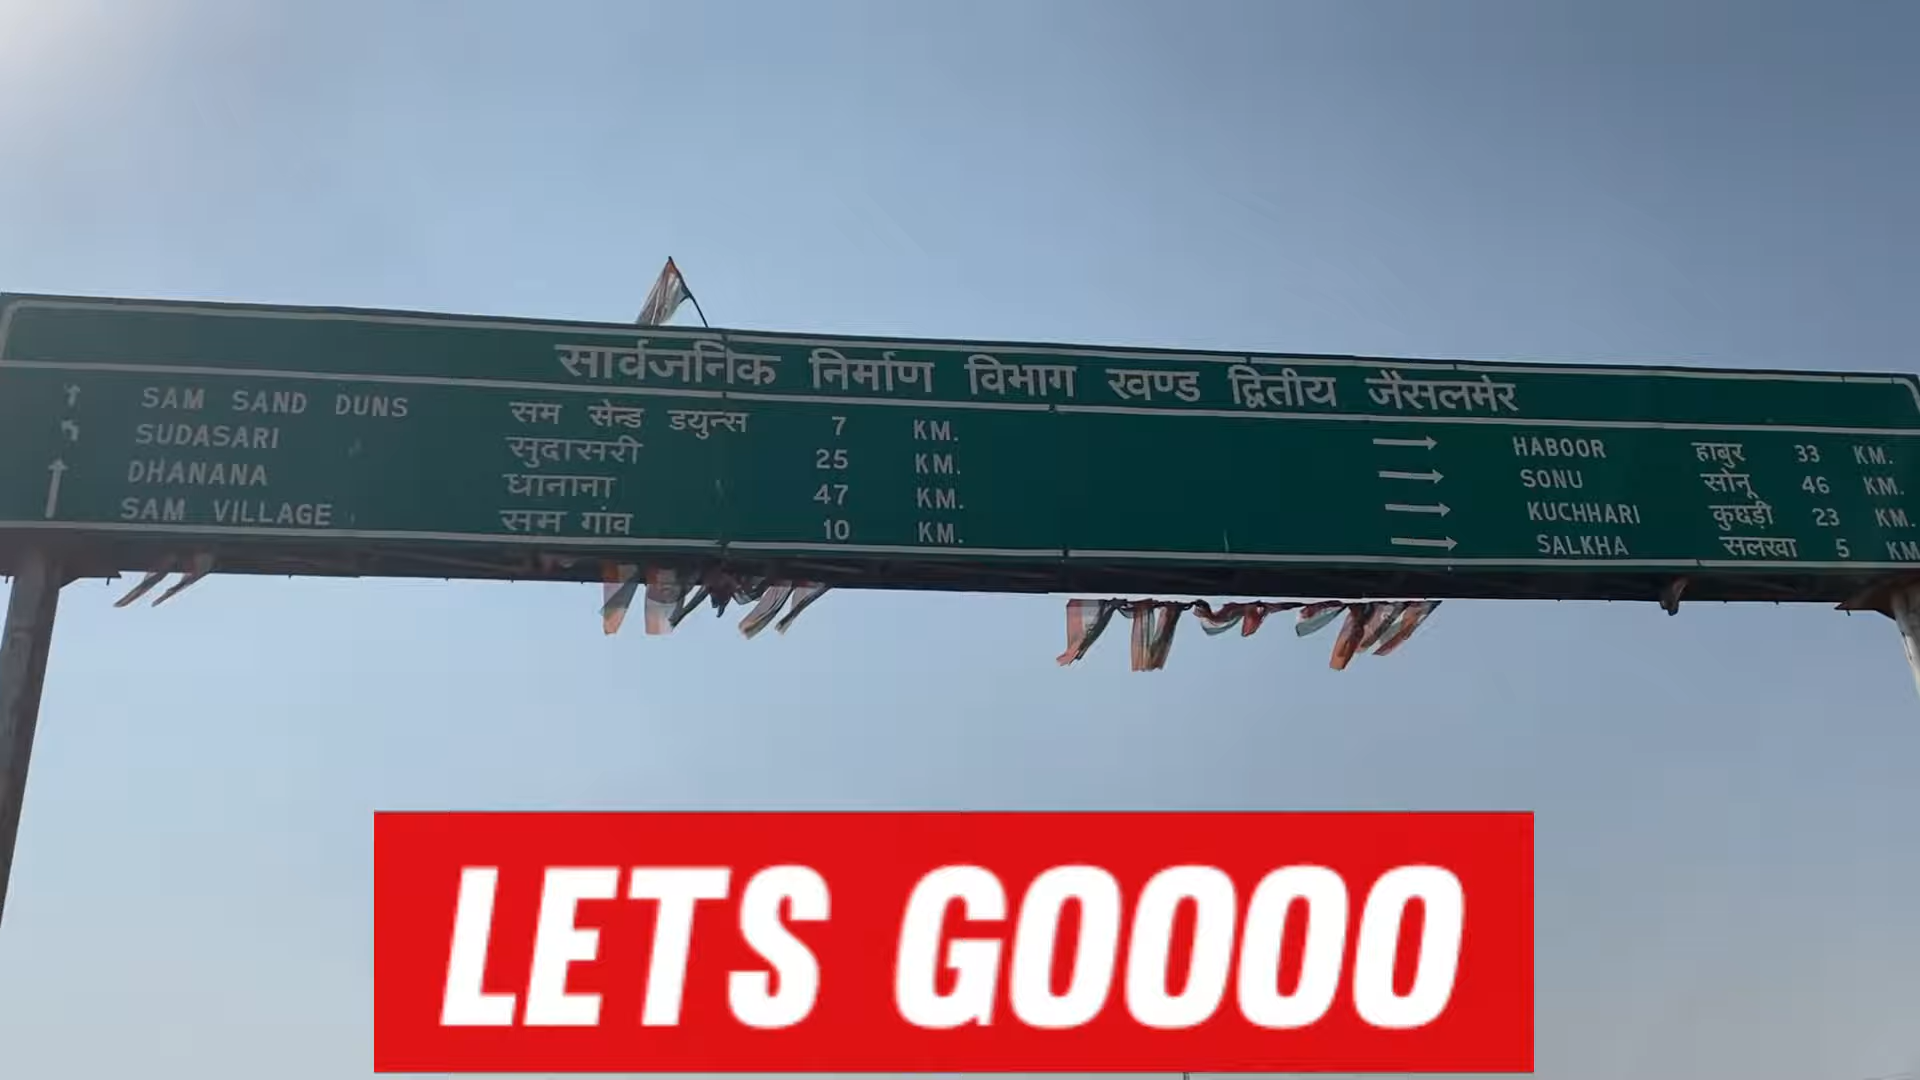 सार्वजनिक निर्माण विभाग खण्ड द्वितीय जैसलमेर
SAM SAND DUNS सम सेन्ड डयुन्स 7 KM.
SUDASARI सुदासरी 25 KM.
DHANANA धानाना 47 KM.
SAM VILLAGE सम गांव 10 KM.
HABOOR हाबुर 33 KM.
SONU सोनू 46 KM.
KUCHHARI कुछड़ी 23 KM.
SALKHA सलखा 5 KM
LETS GOOOO